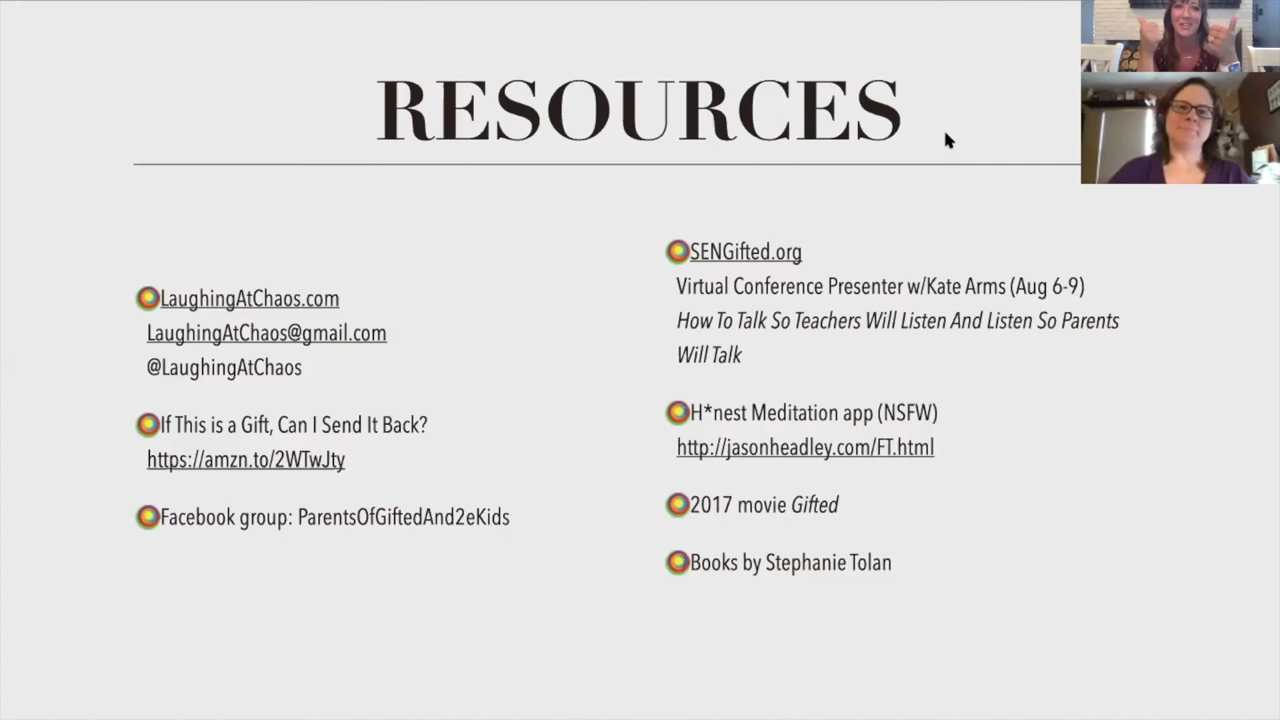 RESOURCES
LaughingAtChaos.com
LaughingAtChaos@gmail.com
@LaughingAtChaos
If This is a Gift, Can I Send It Back?
https://amzn.to/2WTwJty
Facebook group: ParentsOfGiftedAnd2eKids
SENGifted.org
Virtual Conference Presenter w/Kate Arms (Aug 6-9)
How To Talk So Teachers Will Listen And Listen So Parents
Will Talk
H*nest Meditation app (NSFW)
http://jasonheadley.com/FT.html
2017 movie Gifted
Books by Stephanie Tolan